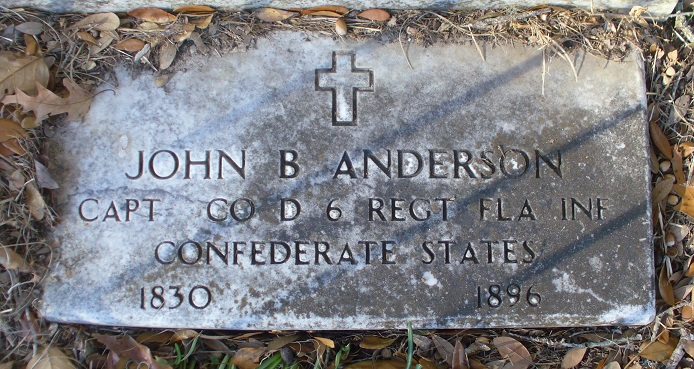 JOHN B ANDERSON
CAPT CO D 6 REGT FLA INF
CONFEDERATE STATES
1830 1896